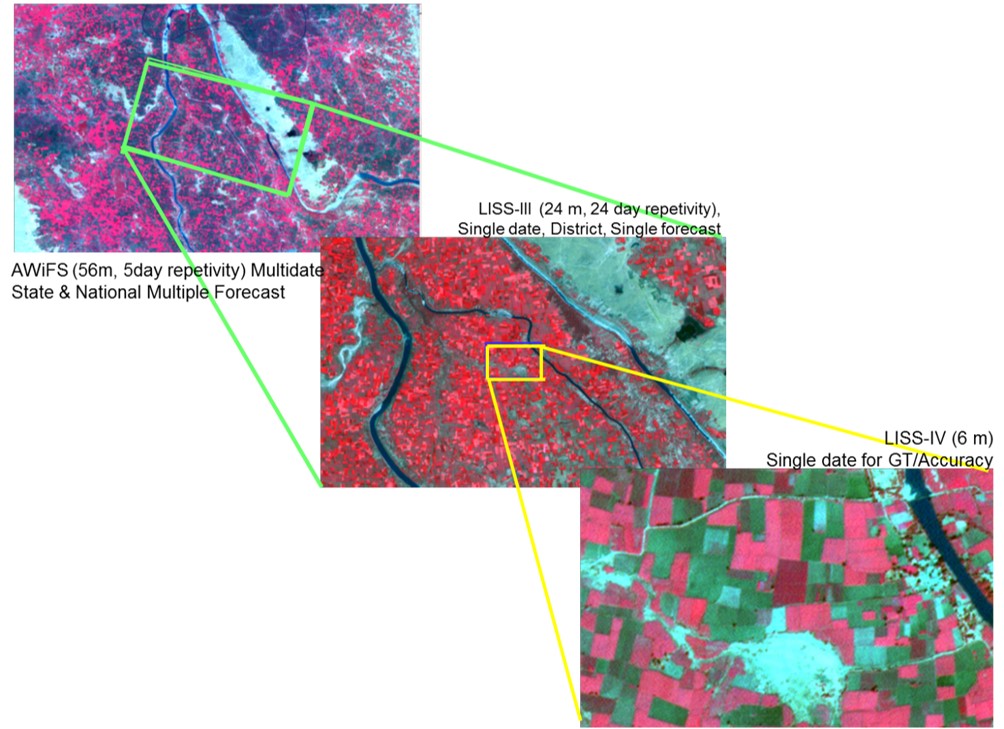 LISS-III (24 m, 24 day repetivity),
Single date, District, Single forecast
AWiFS (56m, 5day repetivity) Multidate
State & National Multiple Forecast
LISS-IV (6 m)
Single date for GT/Accuracy